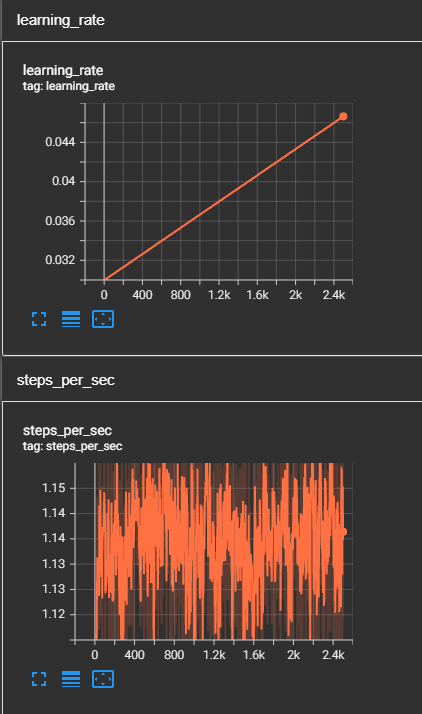 learning_rate
learning_rate
tag: learning_rate
0.044
0.04
0.036
0.032
0 400 800 1.2k 1.6k 2k 2.4k
steps_per_sec
steps_per_sec
tag: steps_per_sec
1.15
1.14
1.14
1.13
1.13
1.12
0 400 800 1.2k 1.6k 2k 2.4k